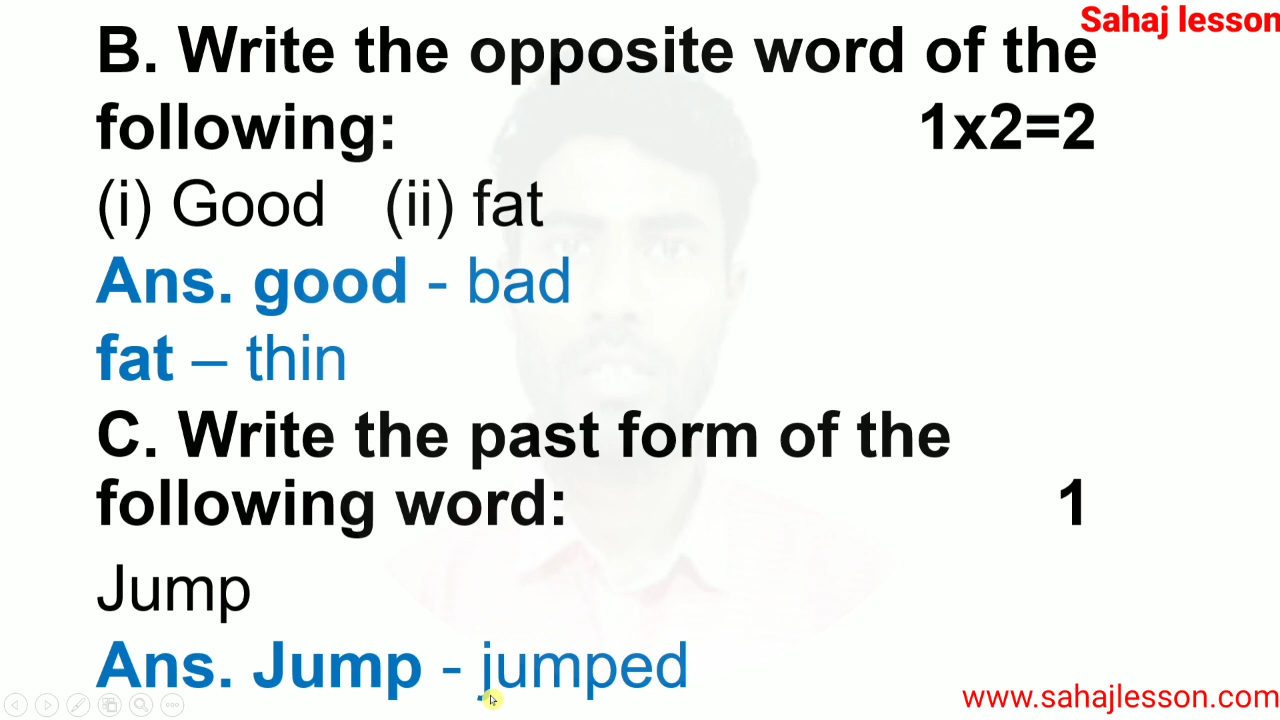 Sahaj lesson
B. Write the opposite word of the
following: 1x2=2
(i) Good (ii) fat
Ans. good - bad
fat – thin
C. Write the past form of the
following word: 1
Jump
Ans. Jump - jumped
www.sahajlesson.com